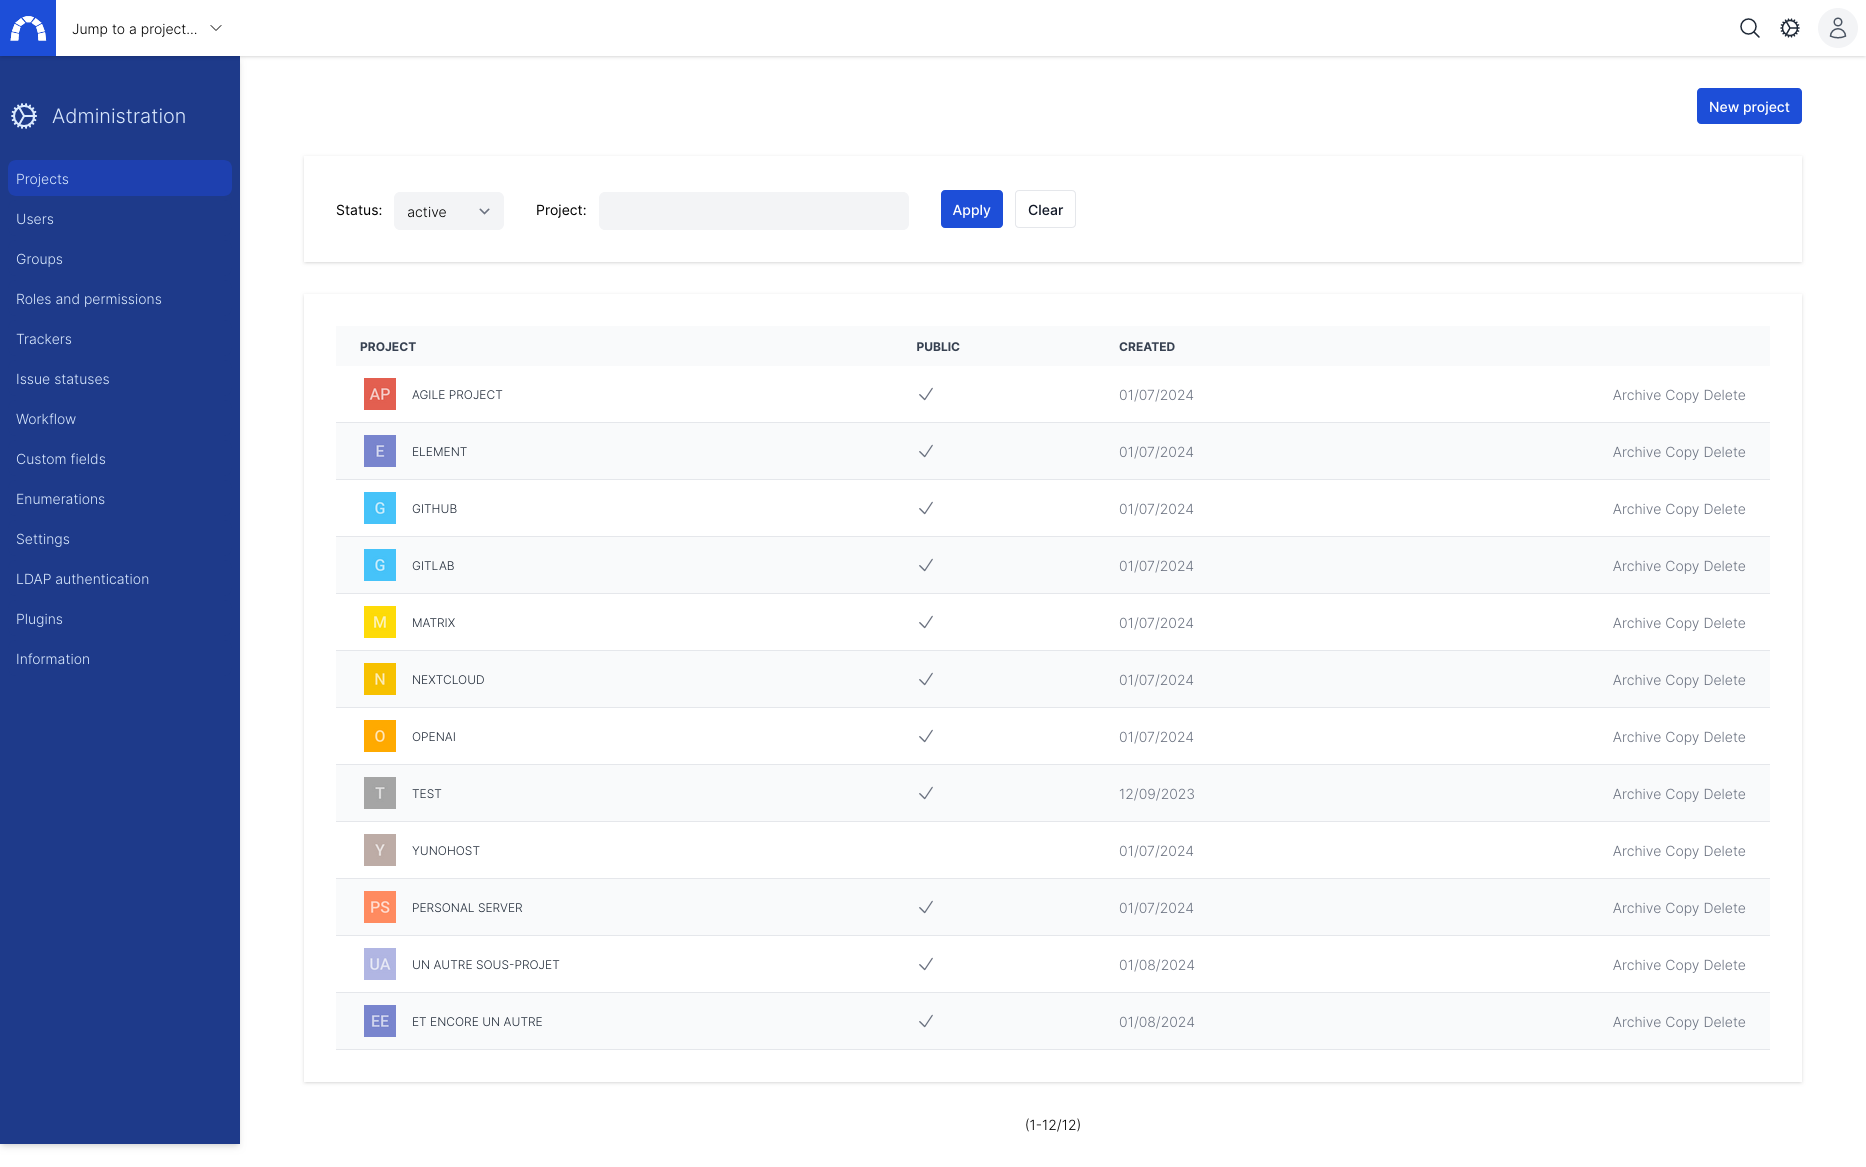 Jump to a project...
Administration
Projects
Users
Groups
Roles and permissions
Trackers
Issue statuses
Workflow
Custom fields
Enumerations
Settings
LDAP authentication
Plugins
Information
New project
Status: active Project: Apply Clear
PROJECT PUBLIC CREATED
AP AGILE PROJECT 01/07/2024 Archive Copy Delete
E ELEMENT 01/07/2024 Archive Copy Delete
G GITHUB 01/07/2024 Archive Copy Delete
G GITLAB 01/07/2024 Archive Copy Delete
M MATRIX 01/07/2024 Archive Copy Delete
N NEXTCLOUD 01/07/2024 Archive Copy Delete
O OPENAI 01/07/2024 Archive Copy Delete
T TEST 12/09/2023 Archive Copy Delete
Y YUNOHOST 01/07/2024 Archive Copy Delete
PS PERSONAL SERVER 01/07/2024 Archive Copy Delete
UA UN AUTRE SOUS-PROJET 01/08/2024 Archive Copy Delete
EE ET ENCORE UN AUTRE 01/08/2024 Archive Copy Delete
(1-12/12)